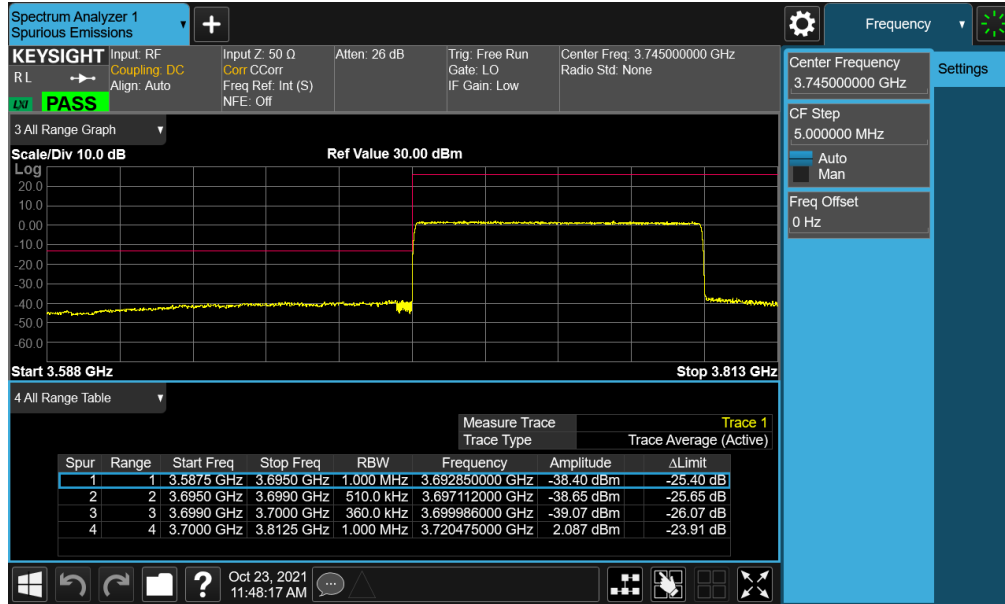 Spectrum Analyzer 1
Spurious Emissions
Frequency
KEYSIGHT
RL
LXI
PASS
Input: RF
Coupling: DC
Align: Auto
Input Z: 50 Ω
Corr CCorr
Freq Ref: Int (S)
NFE: Off
Atten: 26 dB
Trig: Free Run
Gate: LO
IF Gain: Low
Center Freq: 3.745000000 GHz
Radio Std: None
Center Frequency
3.745000000 GHz
Settings
CF Step
5.000000 MHz
Auto
Man
Freq Offset
0 Hz
3 All Range Graph
Scale/Div 10.0 dB
Ref Value 30.00 dBm
Log
20.0
10.0
0.00
-10.0
-20.0
-30.0
-40.0
-50.0
-60.0
Start 3.588 GHz
Stop 3.813 GHz
4 All Range Table
Measure Trace Trace 1
Trace Type Trace Average (Active)
Spur Range Start Freq Stop Freq RBW Frequency Amplitude ΔLimit
1 1 3.5875 GHz 3.6950 GHz 1.000 MHz 3.692850000 GHz -38.40 dBm -25.40 dB
2 2 3.6950 GHz 3.6990 GHz 510.0 kHz 3.697112000 GHz -38.65 dBm -25.65 dB
3 3 3.6990 GHz 3.7000 GHz 360.0 kHz 3.699986000 GHz -39.07 dBm -26.07 dB
4 4 3.7000 GHz 3.8125 GHz 1.000 MHz 3.720475000 GHz 2.087 dBm -23.91 dB
?
Oct 23, 2021
11:48:17 AM